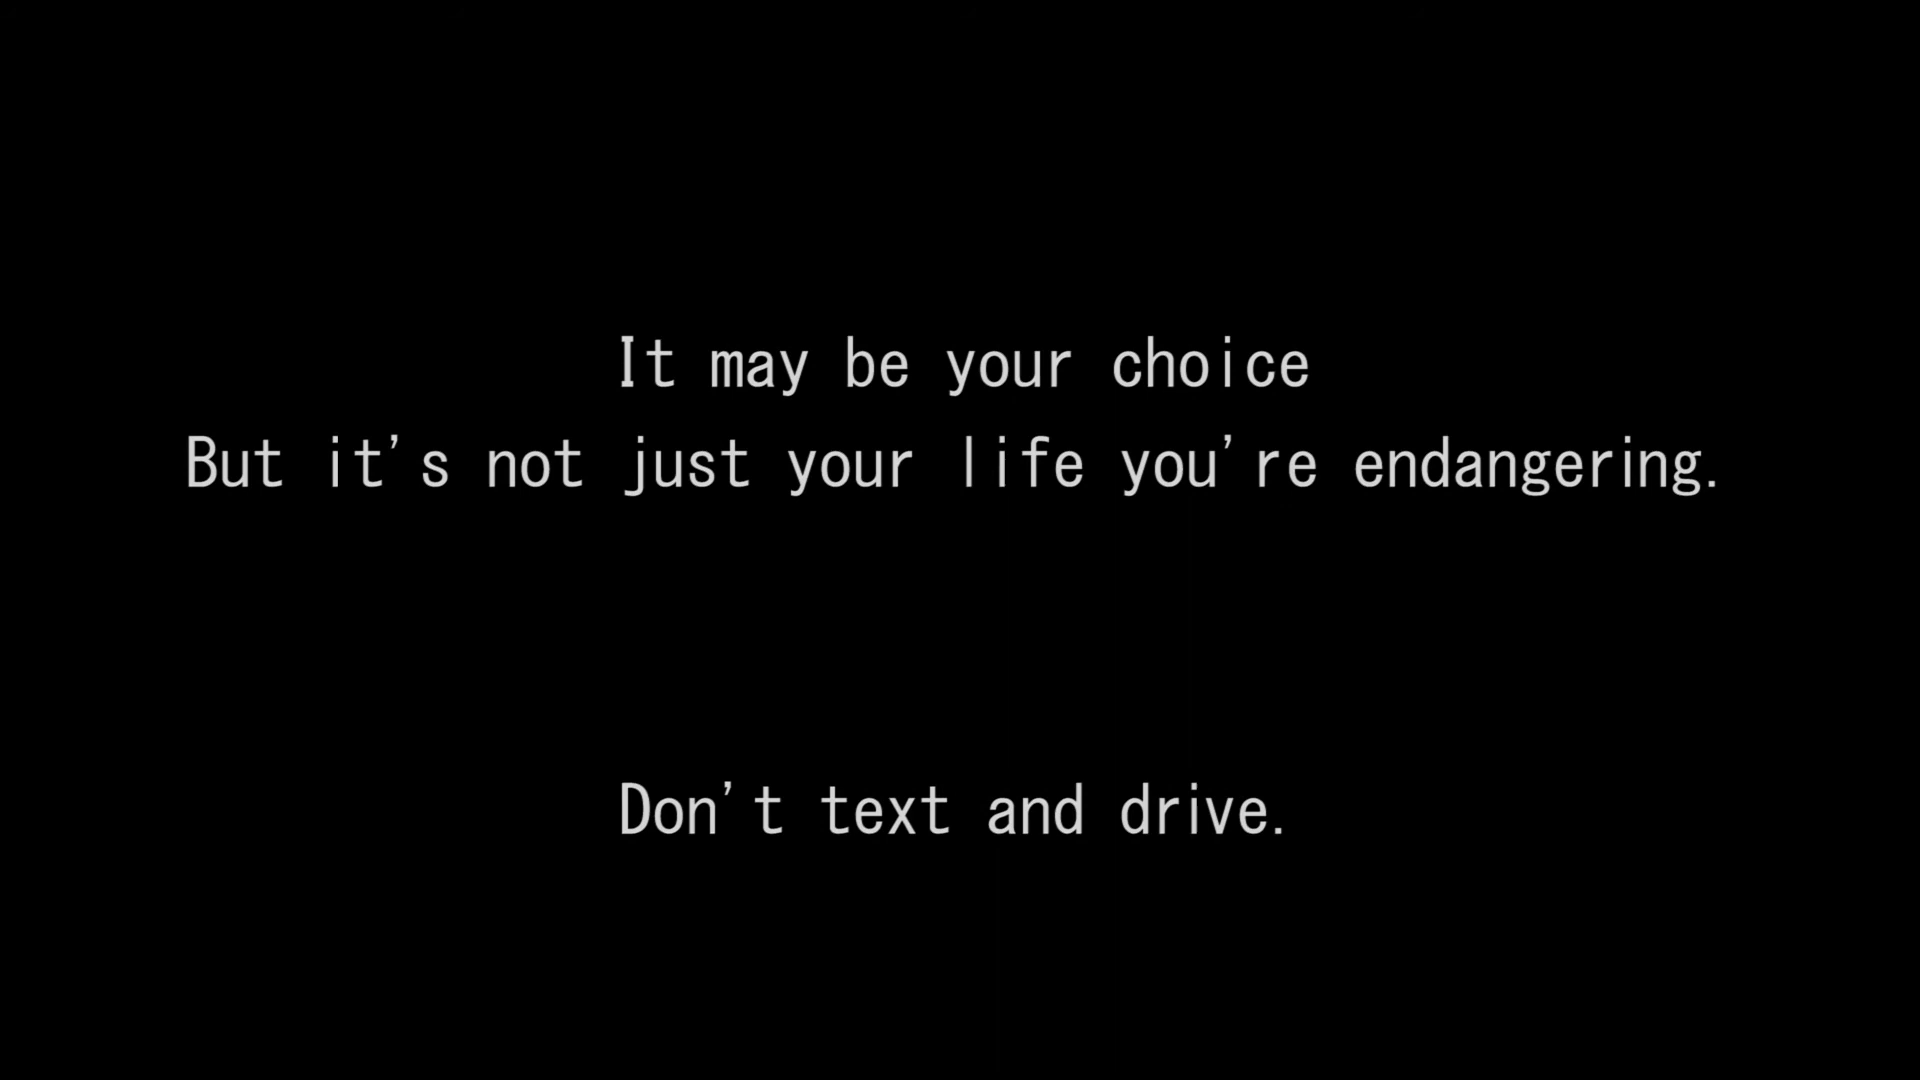 It may be your choice
But it's not just your life you're endangering.
Don't text and drive.